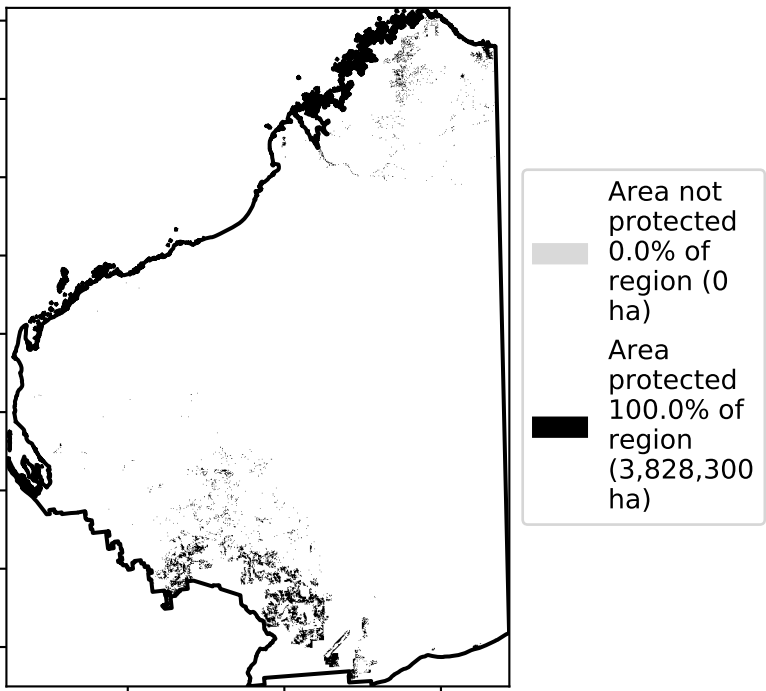 Area not
protected
0.0% of
region (0
ha)
Area
protected
100.0% of
region
(3,828,300
ha)